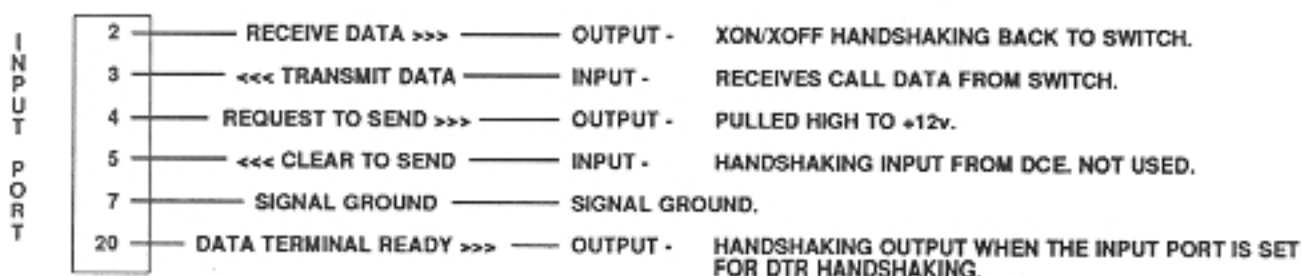 INPUT PORT
2 RECEIVE DATA >>> OUTPUT - XON/XOFF HANDSHAKING BACK TO SWITCH.
3 <<< TRANSMIT DATA INPUT - RECEIVES CALL DATA FROM SWITCH.
4 REQUEST TO SEND >>> OUTPUT - PULLED HIGH TO +12v.
5 <<< CLEAR TO SEND INPUT - HANDSHAKING INPUT FROM DCE. NOT USED.
7 SIGNAL GROUND SIGNAL GROUND.
20 DATA TERMINAL READY >>> OUTPUT - HANDSHAKING OUTPUT WHEN THE INPUT PORT IS SET
FOR DTR HANDSHAKING.